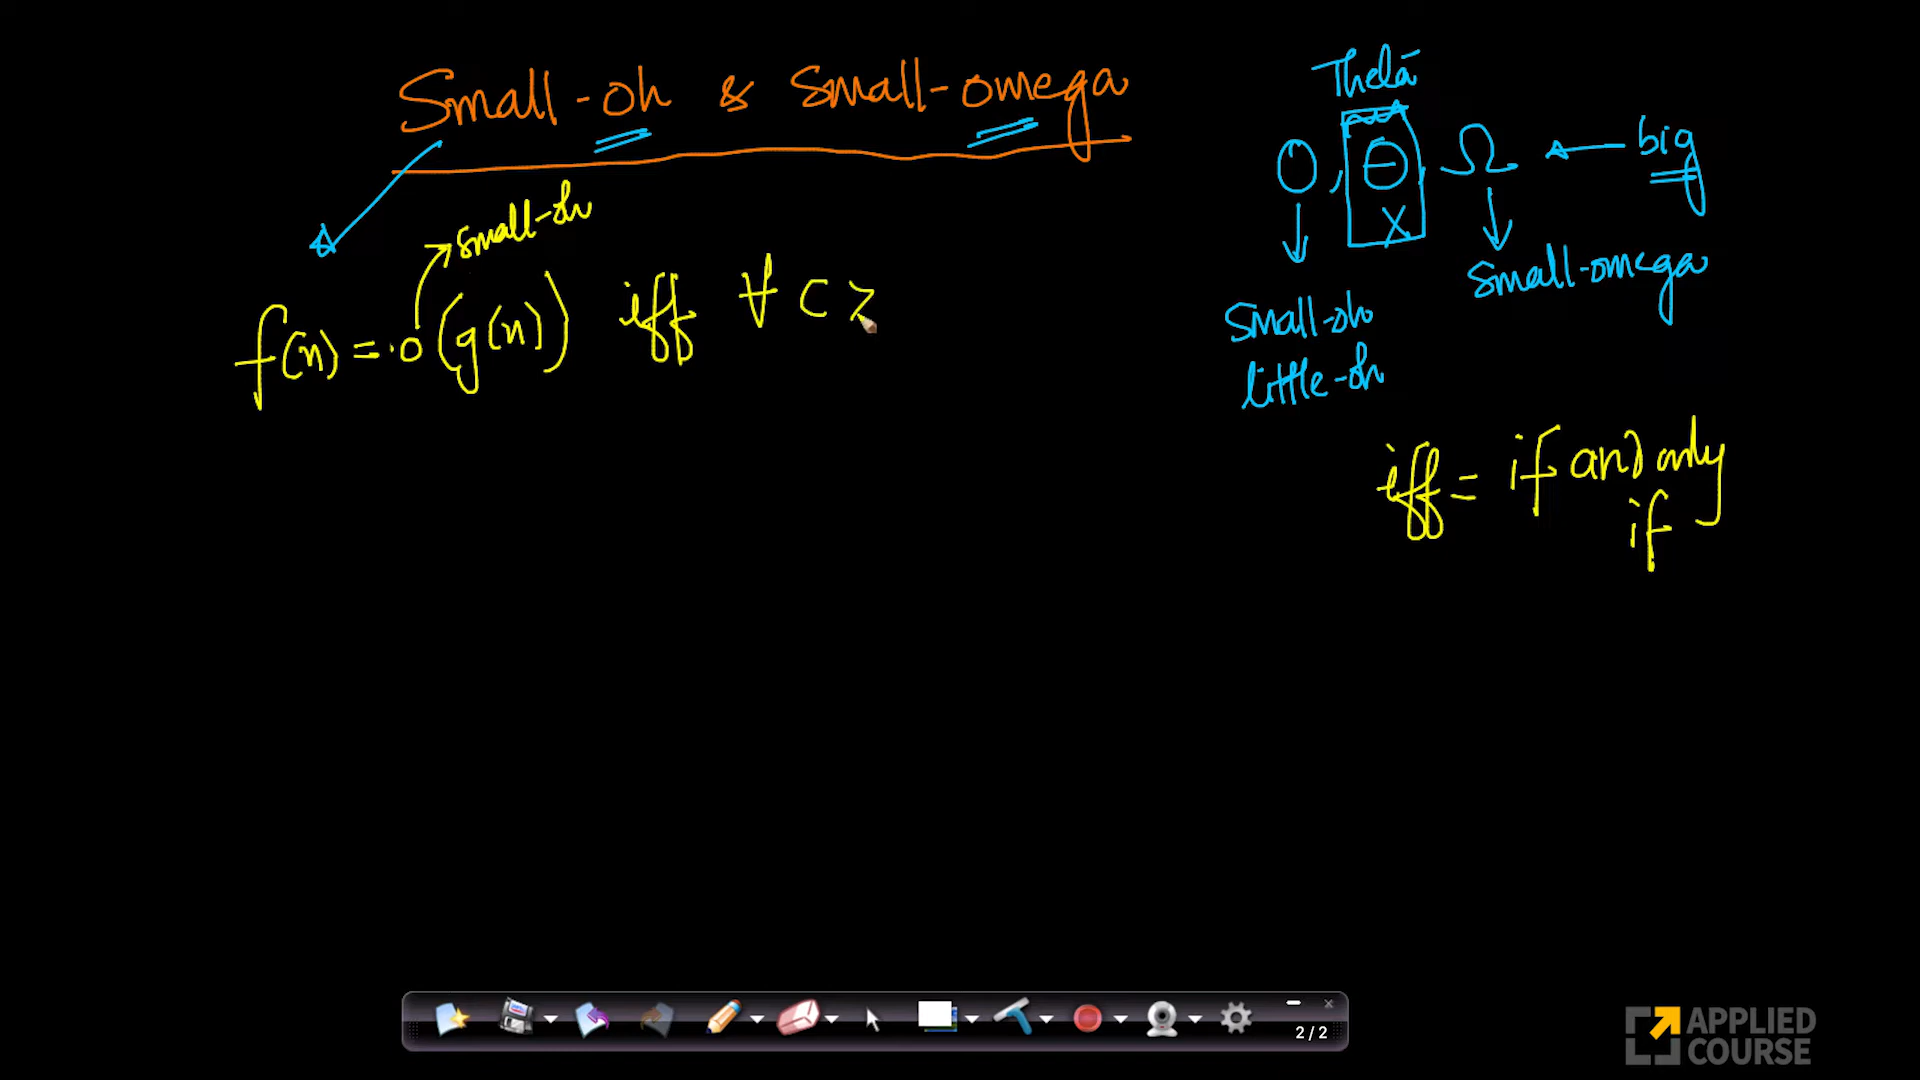 Small-oh & Small-omega
Theta
O, Θ, Ω ← big
X
small-oh
Small-omega
f(n) = o(g(n)) iff ∀ c >
Small-oh
little-oh
iff = if and only
if
2/2
APPLIED
COURSE